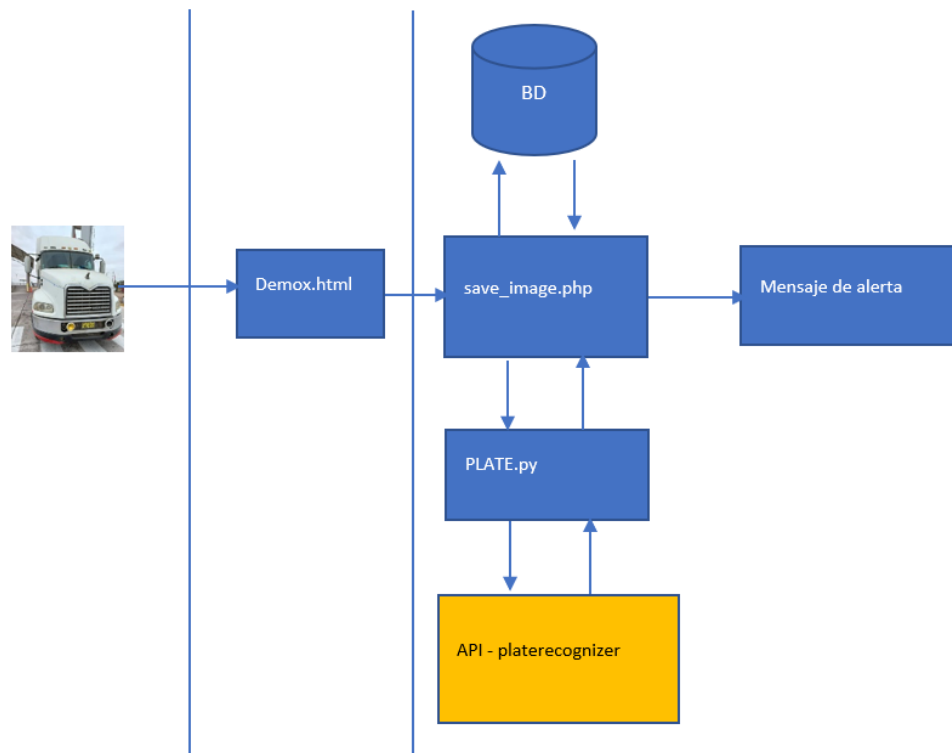 BD
Demox.html
save_image.php
Mensaje de alerta
PLATE.py
API - platerecognizer